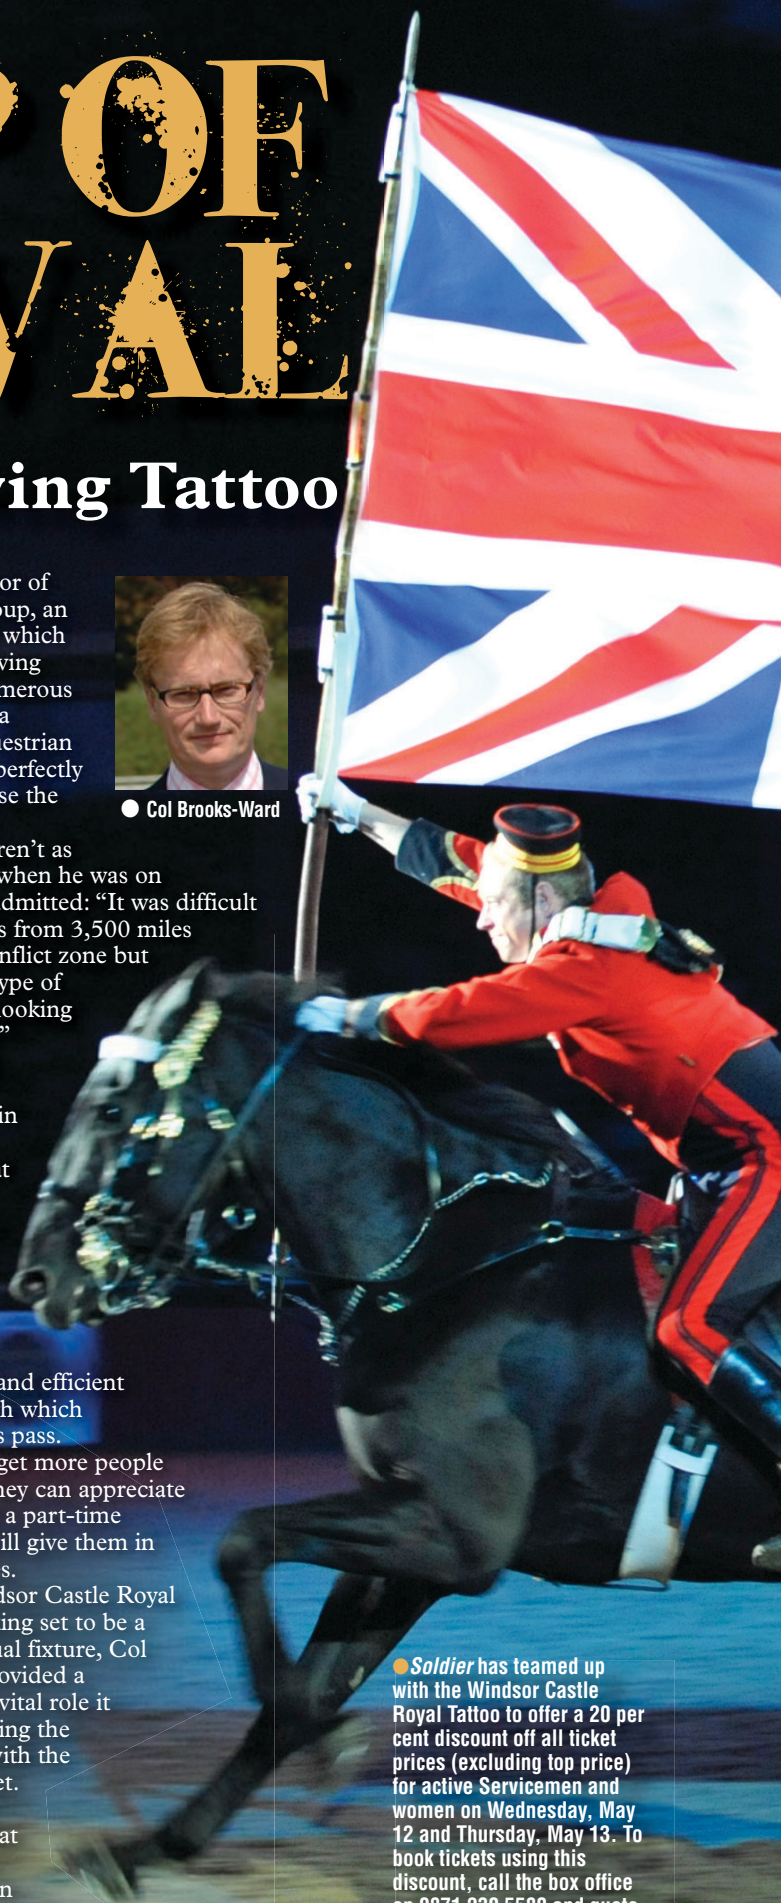 OF
VAL
ving Tattoo
or of
oup, an
which
ving
merous
a
uestrian
perfectly
se the
● Col Brooks-Ward
ren’t as
when he was on
dmitted: “It was difficult
s from 3,500 miles
nflict zone but
ype of
looking
”
in
t
and efficient
h which
s pass.
get more people
hey can appreciate
a part-time
ill give them in
s.
dsor Castle Royal
ing set to be a
al fixture, Col
ovided a
vital role it
ing the
with the
et.
at
n
●Soldier has teamed up
with the Windsor Castle
Royal Tattoo to offer a 20 per
cent discount off all ticket
prices (excluding top price)
for active Servicemen and
women on Wednesday, May
12 and Thursday, May 13. To
book tickets using this
discount, call the box office